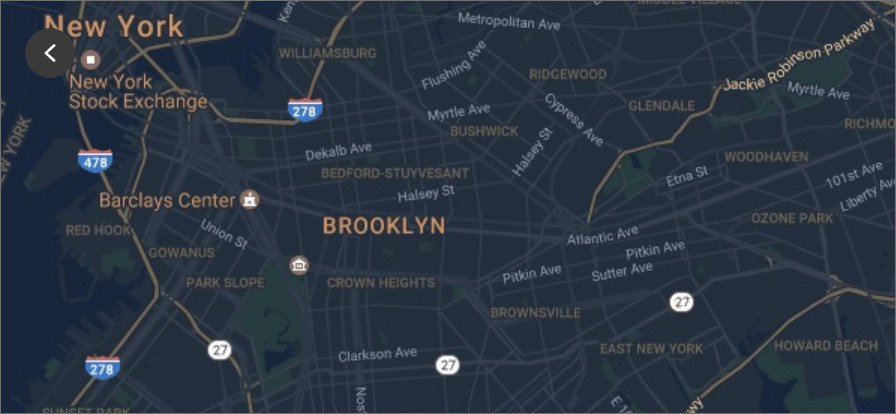 Metropolitan Ave
New York
WILLIAMSBURG
Flushing Ave
RIDGEWOOD
Jackie Robinson Parkway
New York
Stock Exchange
278
Myrtle Ave
Cypress Ave
GLENDALE
Myrtle Ave
BUSHWICK
Halsey St
RICHMO
478
Dekalb Ave
WOODHAVEN
BEDFORD-STUYVESANT
Etna St
101st Ave
Liberty Av
Halsey St
Barclays Center
BROOKLYN
OZONE PARK
RED HOOK
Union St
Atlantic Ave
GOWANUS
Pitkin Ave
Pitkin Ave
Sutter Ave
PARK SLOPE
CROWN HEIGHTS
27
BROWNSVILLE
27
Clarkson Ave
27
EAST NEW YORK
HOWARD BEACH
278